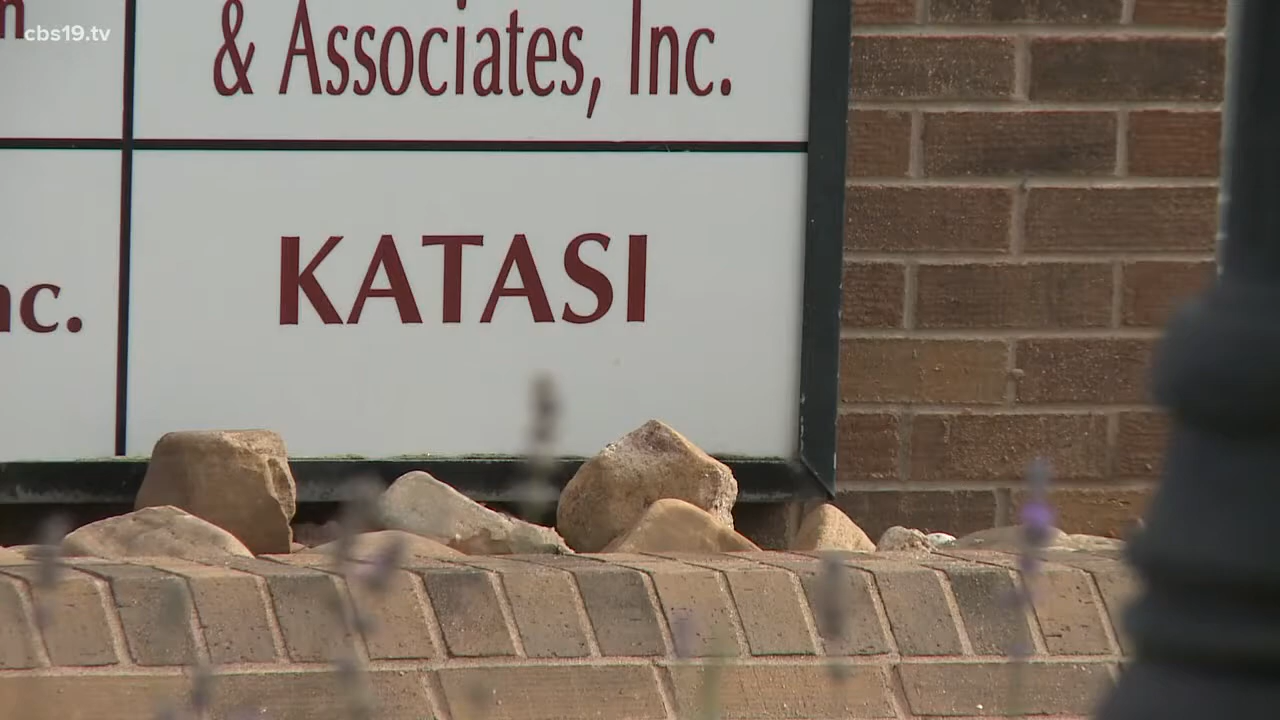 cbs19.tv
& Associates, Inc.
KATASI
nc.